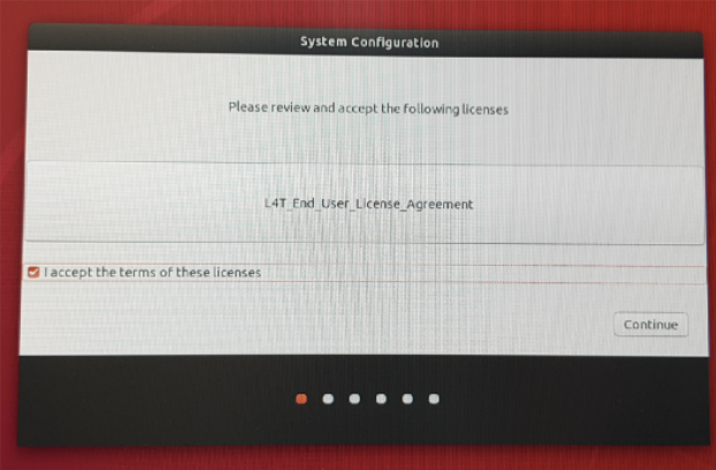 System Configuration
Please review and accept the following licenses
L4T_End_User_License_Agreement
I accept the terms of these licenses
Continue